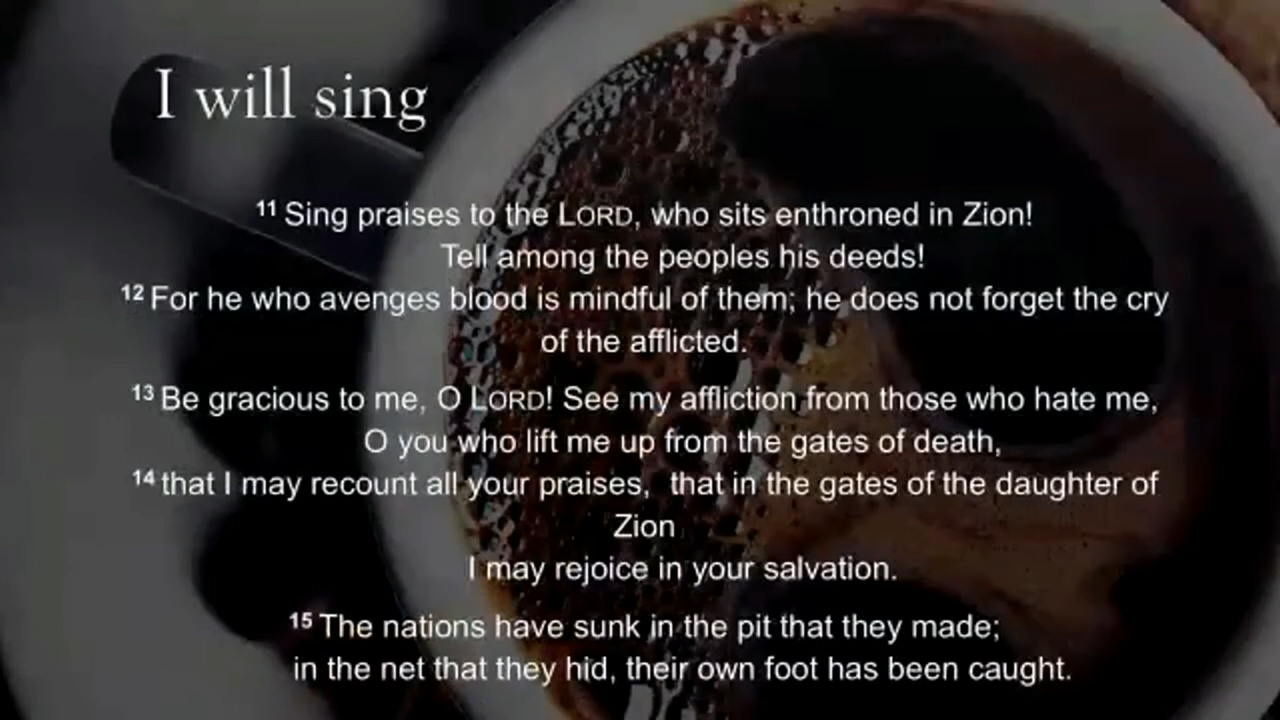 I will sing
11 Sing praises to the LORD, who sits enthroned in Zion!
Tell among the peoples his deeds!
12 For he who avenges blood is mindful of them; he does not forget the cry
of the afflicted.
13 Be gracious to me, O LORD! See my affliction from those who hate me,
O you who lift me up from the gates of death,
14 that I may recount all your praises, that in the gates of the daughter of
Zion
I may rejoice in your salvation.
15 The nations have sunk in the pit that they made;
in the net that they hid, their own foot has been caught.